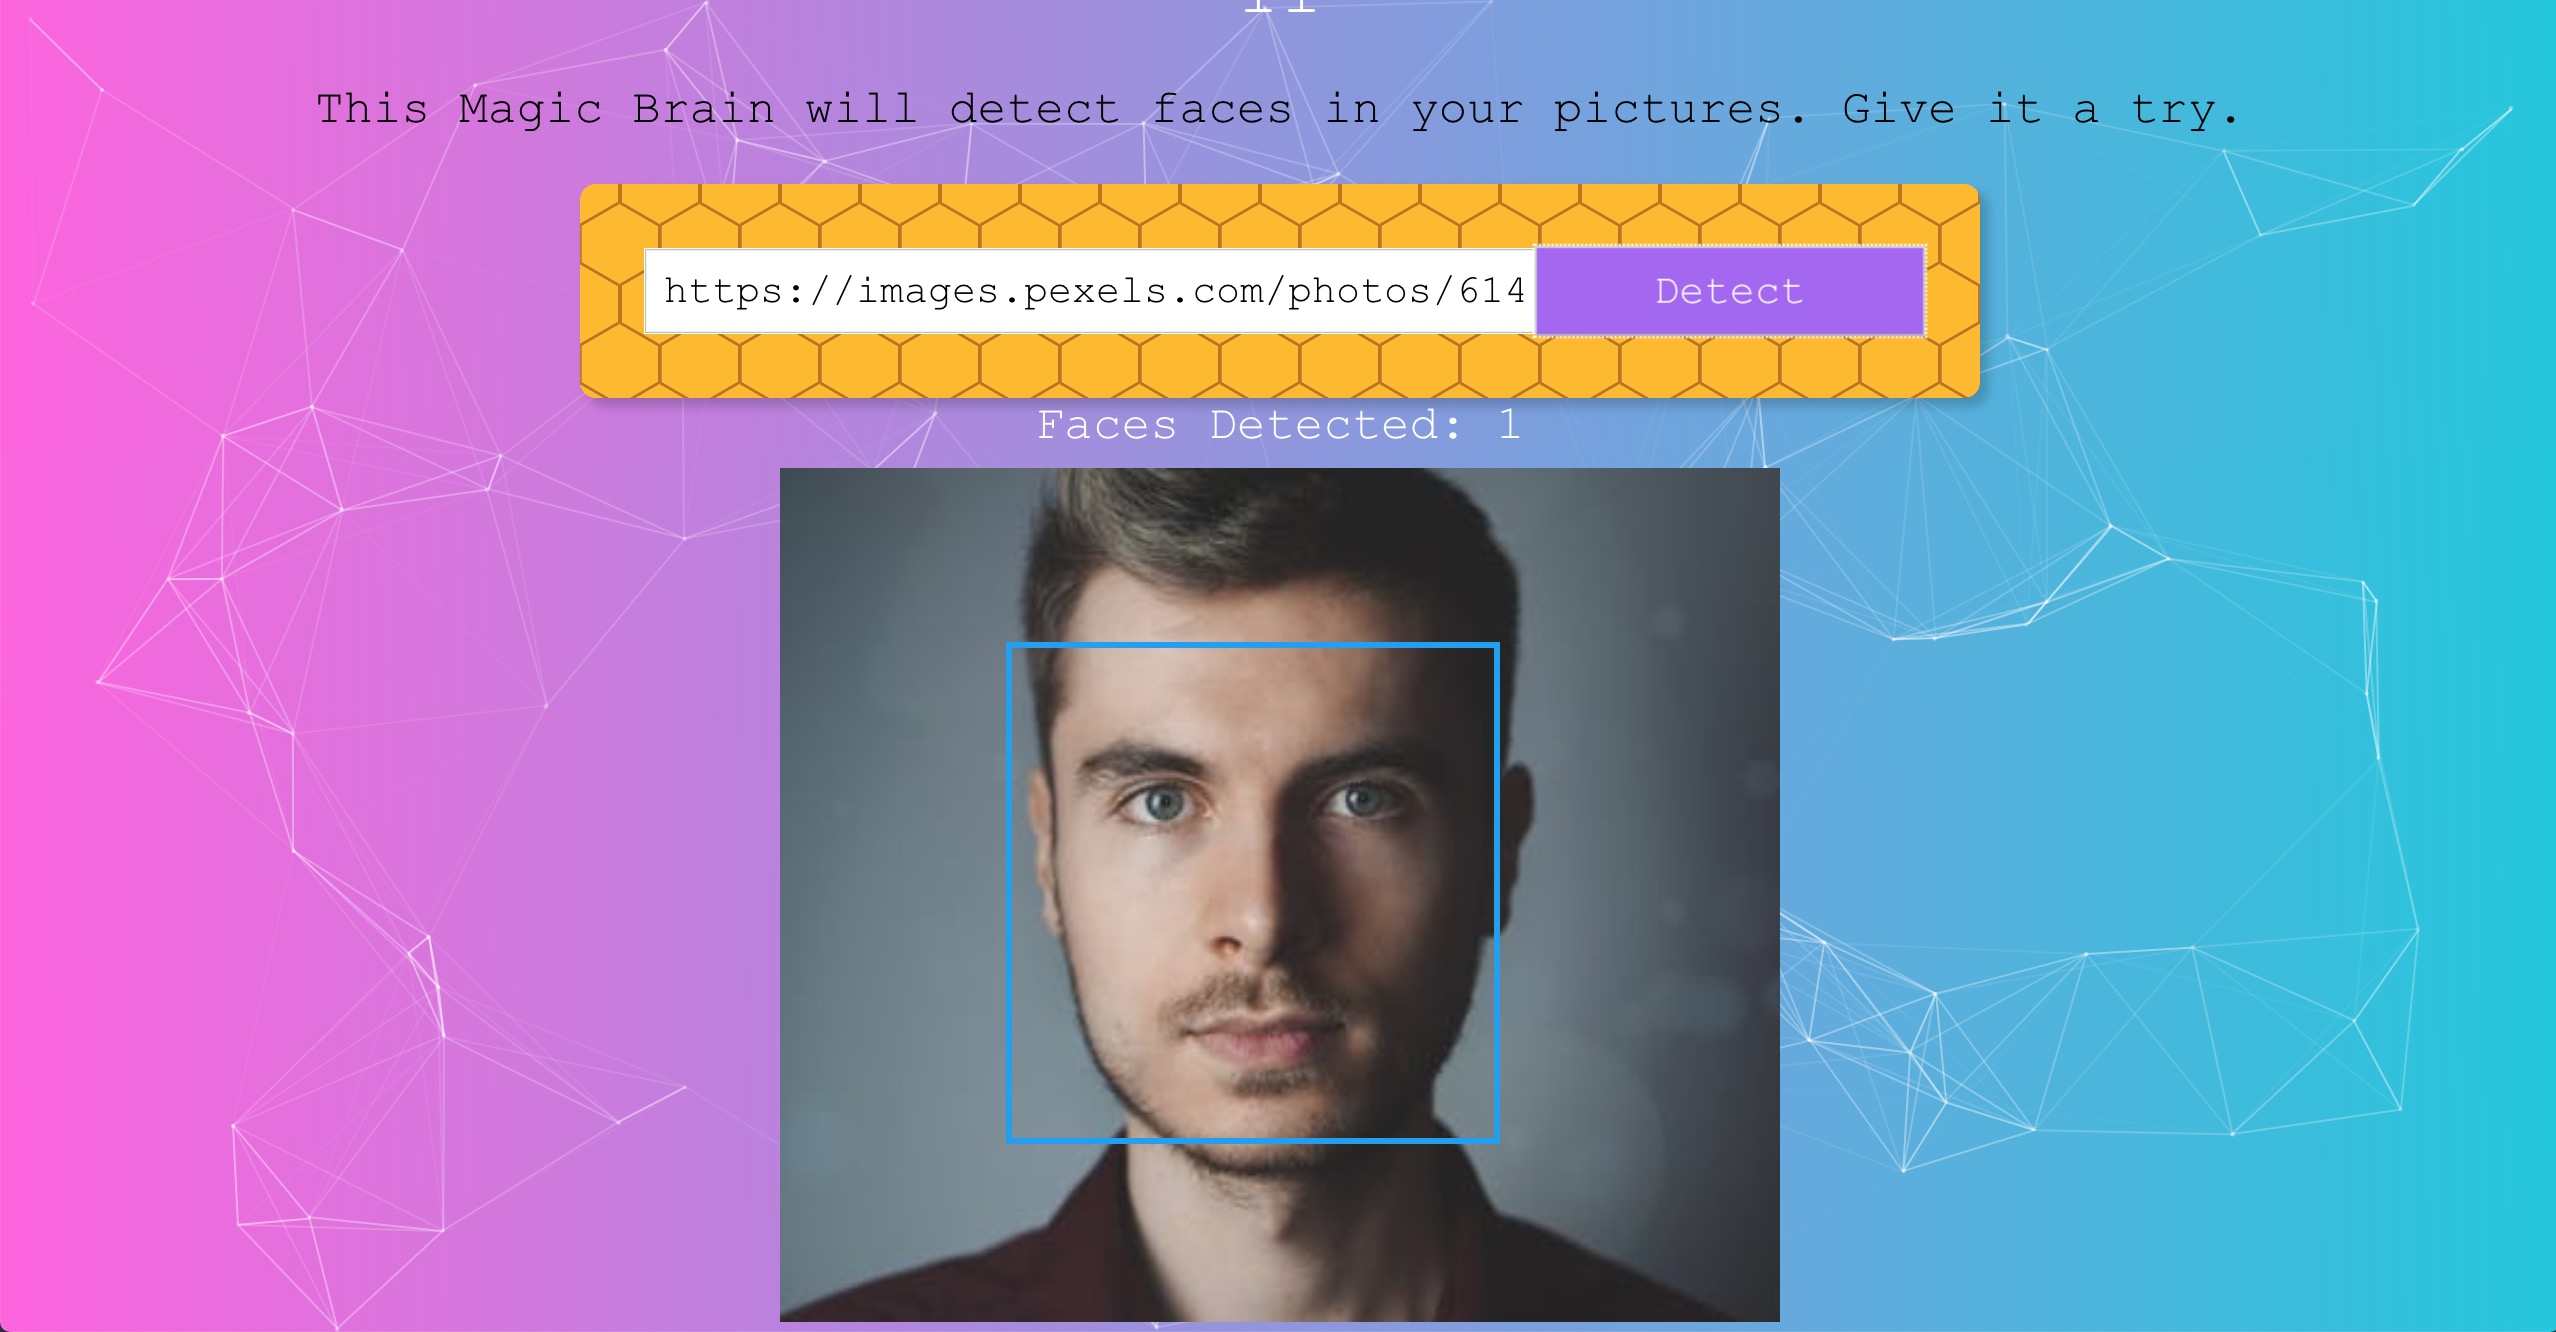 This Magic Brain will detect faces in your pictures. Give it a try.
https://images.pexels.com/photos/614
Detect
Faces Detected: 1